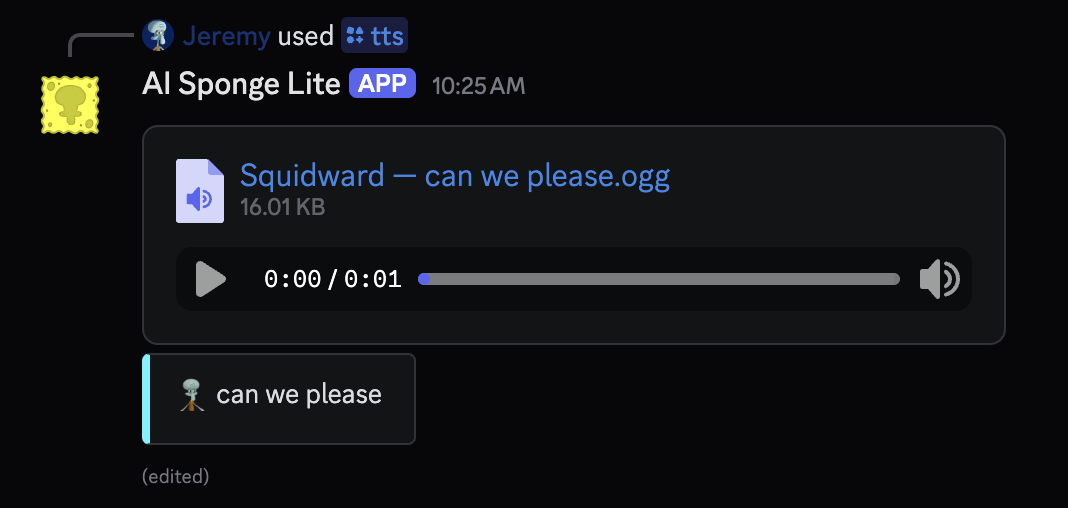 Jeremy used tts
AI Sponge Lite APP 10:25 AM
Squidward — can we please.ogg
16.01 KB
0:00 / 0:01
can we please
(edited)